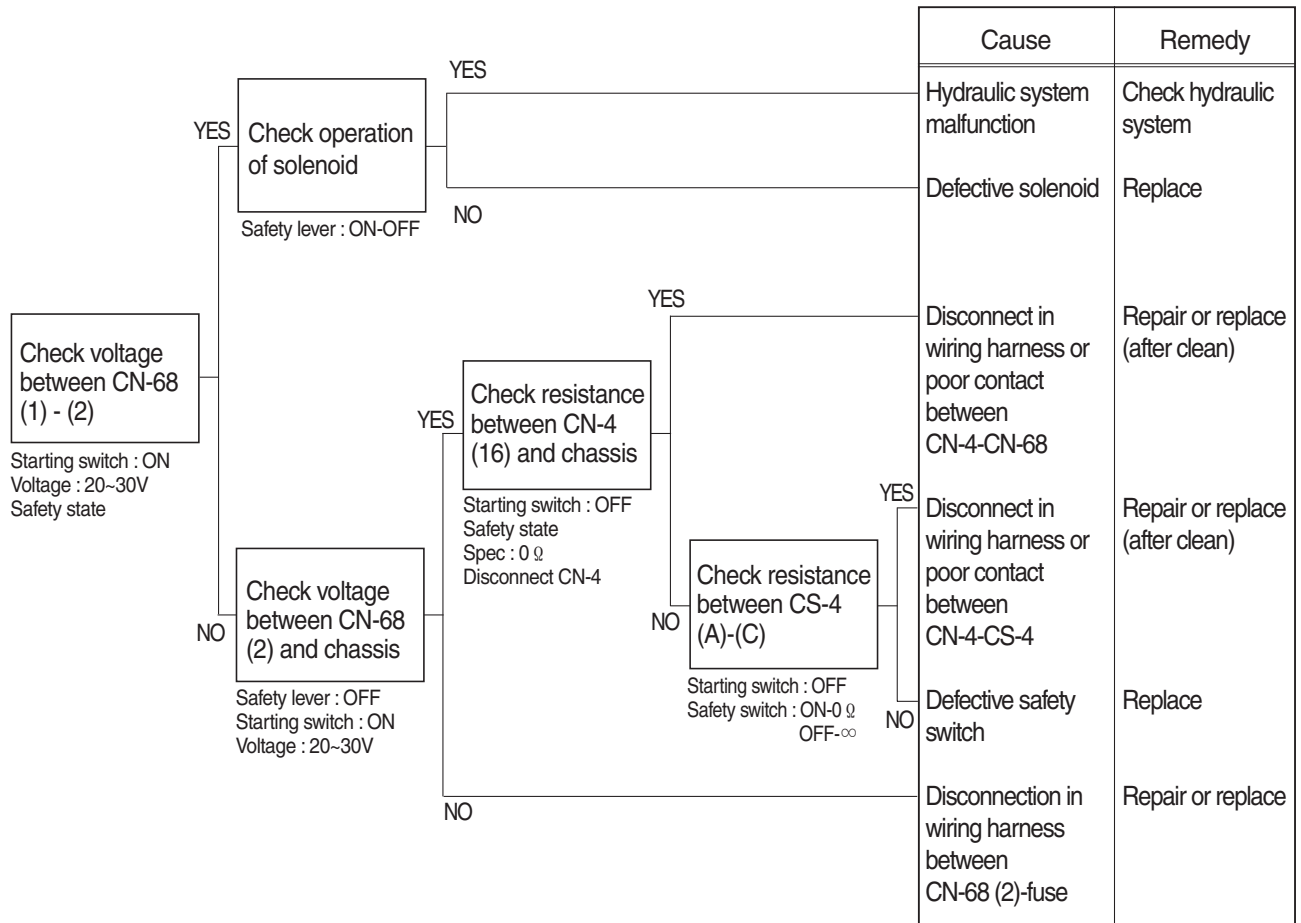 Cause
Remedy
YES
Hydraulic system
malfunction
Check hydraulic
system
YES
Check operation
of solenoid
Defective solenoid
Replace
NO
Safety lever : ON-OFF
YES
Disconnect in
wiring harness or
poor contact
between
CN-4-CN-68
Repair or replace
(after clean)
Check voltage
between CN-68
(1) - (2)
Starting switch : ON
Voltage : 20~30V
Safety state
YES
Check resistance
between CN-4
(16) and chassis
Starting switch : OFF
Safety state
Spec : 0 Ω
Disconnect CN-4
YES
Disconnect in
wiring harness or
poor contact
between
CN-4-CS-4
Repair or replace
(after clean)
NO
Check voltage
between CN-68
(2) and chassis
Safety lever : OFF
Starting switch : ON
Voltage : 20~30V
NO
Check resistance
between CS-4
(A)-(C)
Starting switch : OFF
Safety switch : ON-0 Ω
OFF-∞
NO
Defective safety
switch
Replace
NO
Disconnection in
wiring harness
between
CN-68 (2)-fuse
Repair or replace